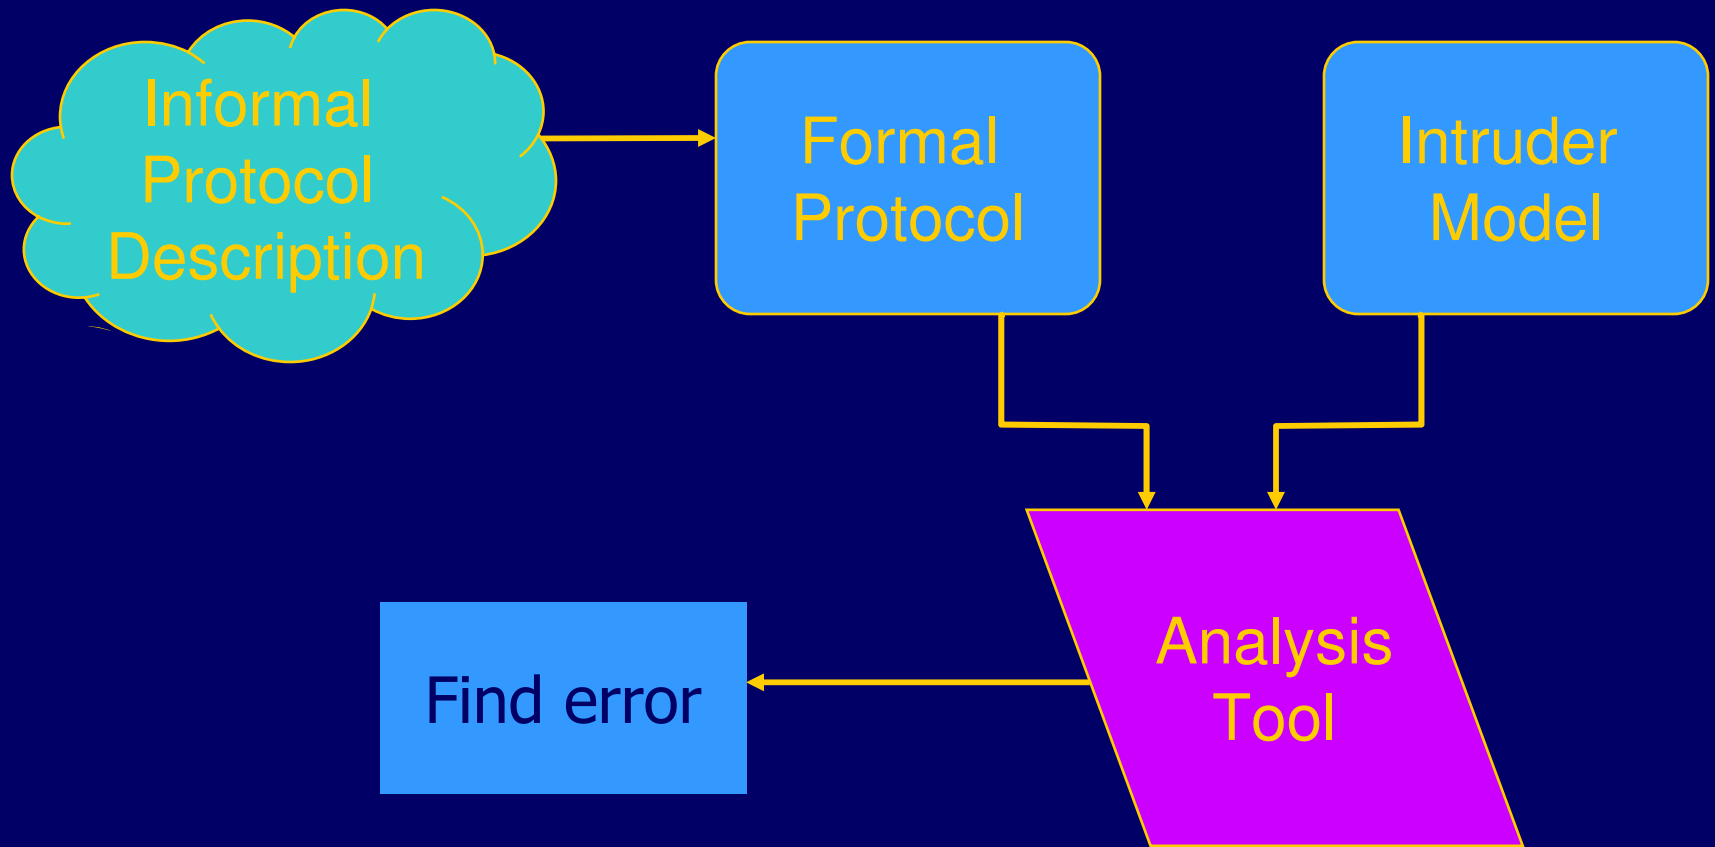 Informal
Protocol
Description
Formal
Protocol
Intruder
Model
Analysis
Tool
Find error